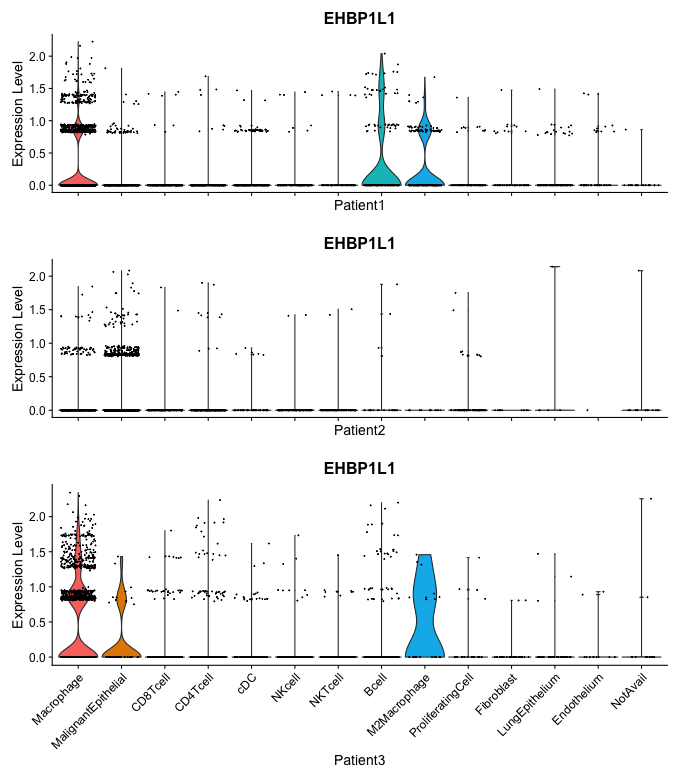 EHBP1L1
Expression Level
2.0
1.5
1.0
0.5
0.0
Patient1
EHBP1L1
Expression Level
2.0
1.5
1.0
0.5
0.0
Patient2
EHBP1L1
Expression Level
2.0
1.5
1.0
0.5
0.0
Macrophage
MalignantEpithelial
CD8Tcell
CD4Tcell
cDC
NKcell
NKTcell
Bcell
M2Macrophage
ProliferatingCell
Fibroblast
LungEpithelium
Endothelium
NotAvail
Patient3